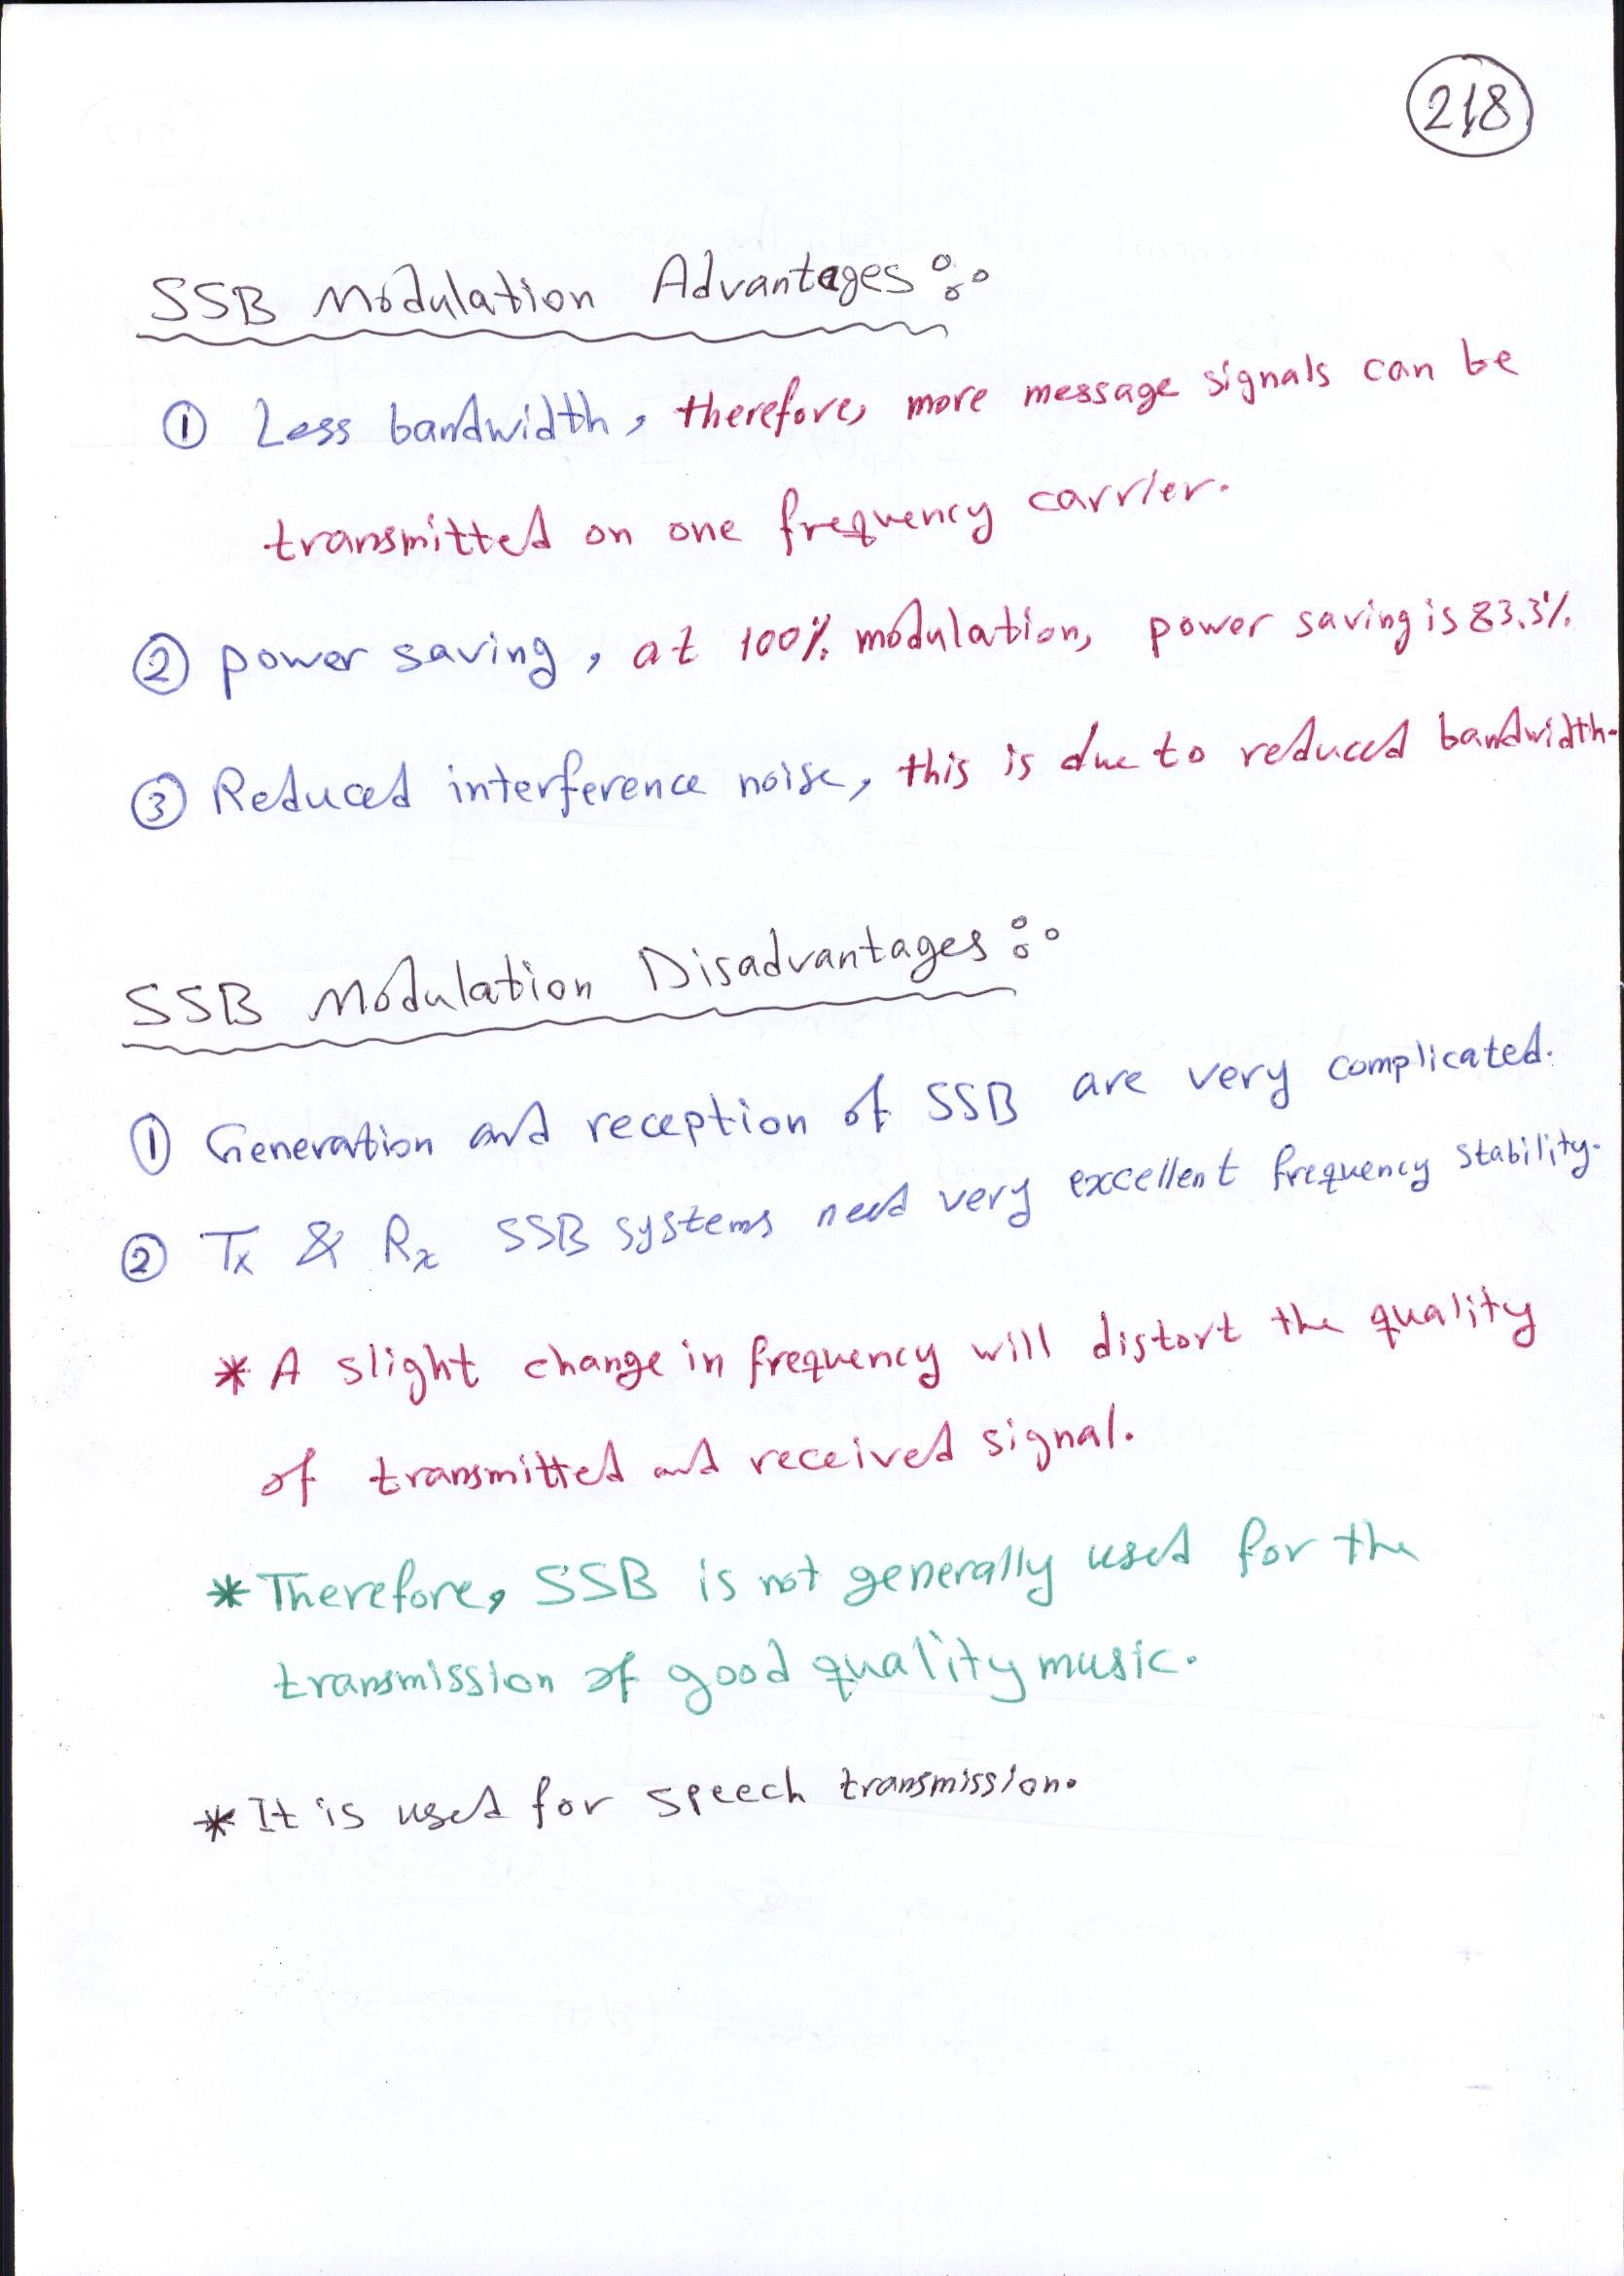 218
SSB Modulation Advantages:
① Less bandwidth, therefore, more message signals can be
transmitted on one frequency carrier.
② power saving, at 100% modulation, power saving is 83.3%.
③ Reduced interference noise, this is due to reduced bandwidth.
SSB Modulation Disadvantages:
① Generation and reception of SSB are very complicated.
② Tx & Rx SSB systems need very excellent frequency stability.
* A slight change in frequency will distort the quality
of transmitted and received signal.
* Therefore, SSB is not generally used for the
transmission of good quality music.
* It is used for speech transmission.